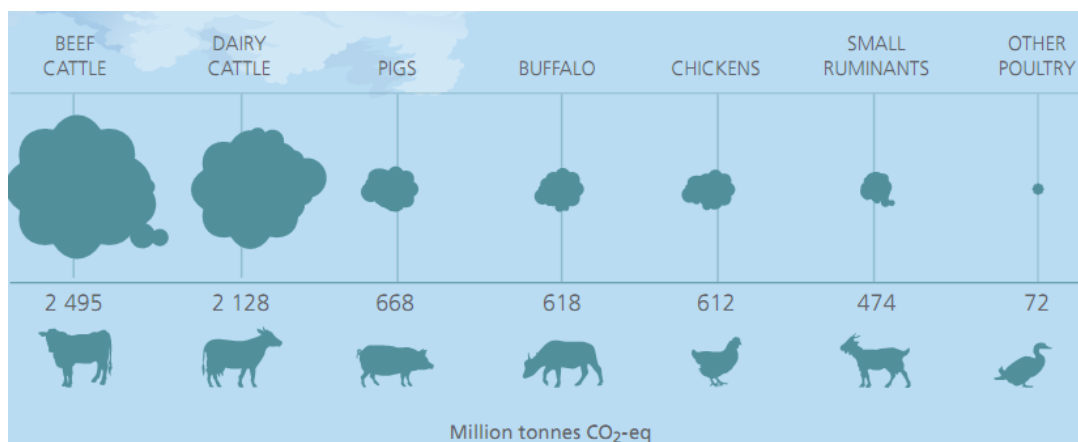 BEEF
CATTLE
DAIRY
CATTLE
PIGS
BUFFALO
CHICKENS
SMALL
RUMINANTS
OTHER
POULTRY
2 495
2 128
668
618
612
474
72
Million tonnes CO₂-eq